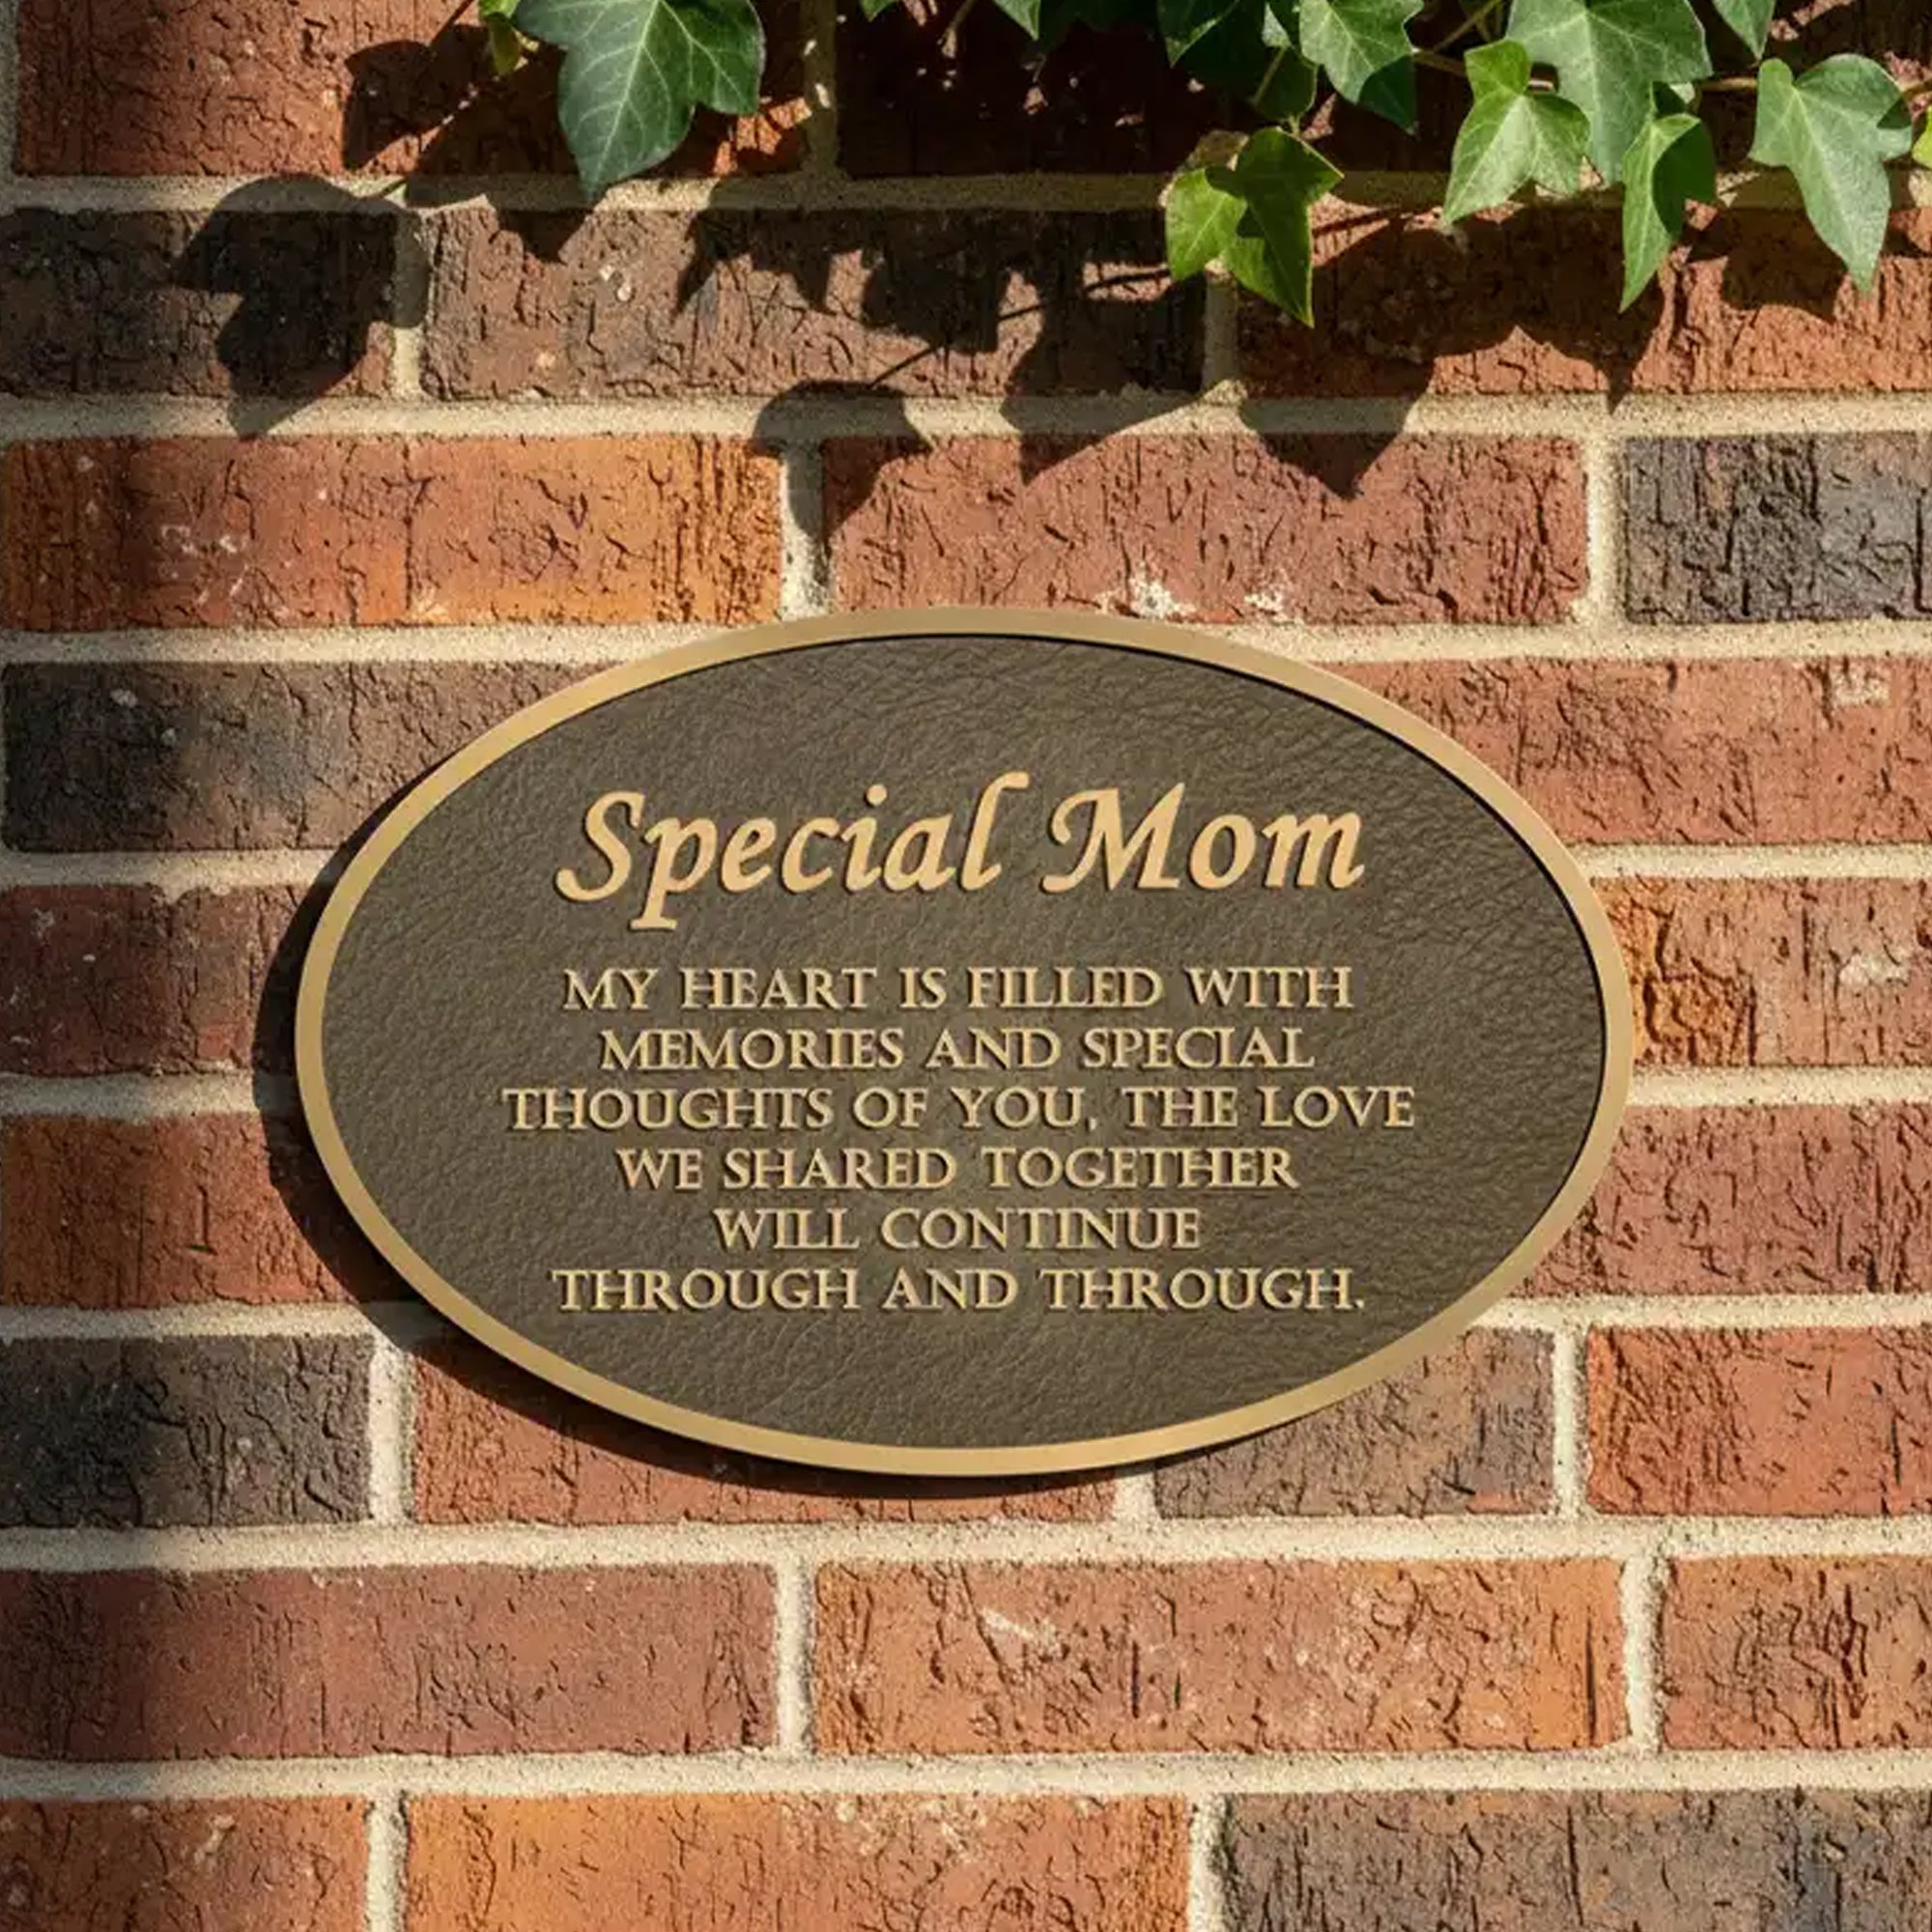 Special Mom
MY HEART IS FILLED WITH
MEMORIES AND SPECIAL
THOUGHTS OF YOU, THE LOVE
WE SHARED TOGETHER
WILL CONTINUE
THROUGH AND THROUGH.